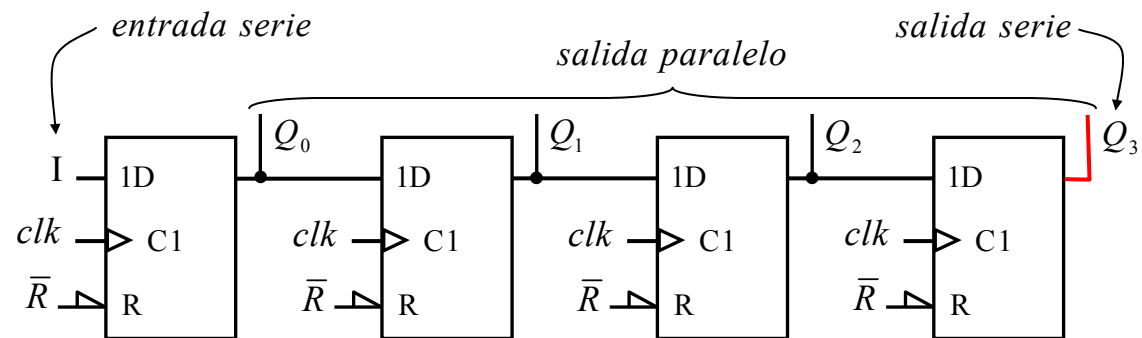 entrada serie
salida serie
salida paralelo
Q₀ Q₁ Q₂ Q₃
I 1D 1D 1D 1D
clk C1 clk C1 clk C1 clk C1
R̅ R R̅ R R̅ R R̅ R